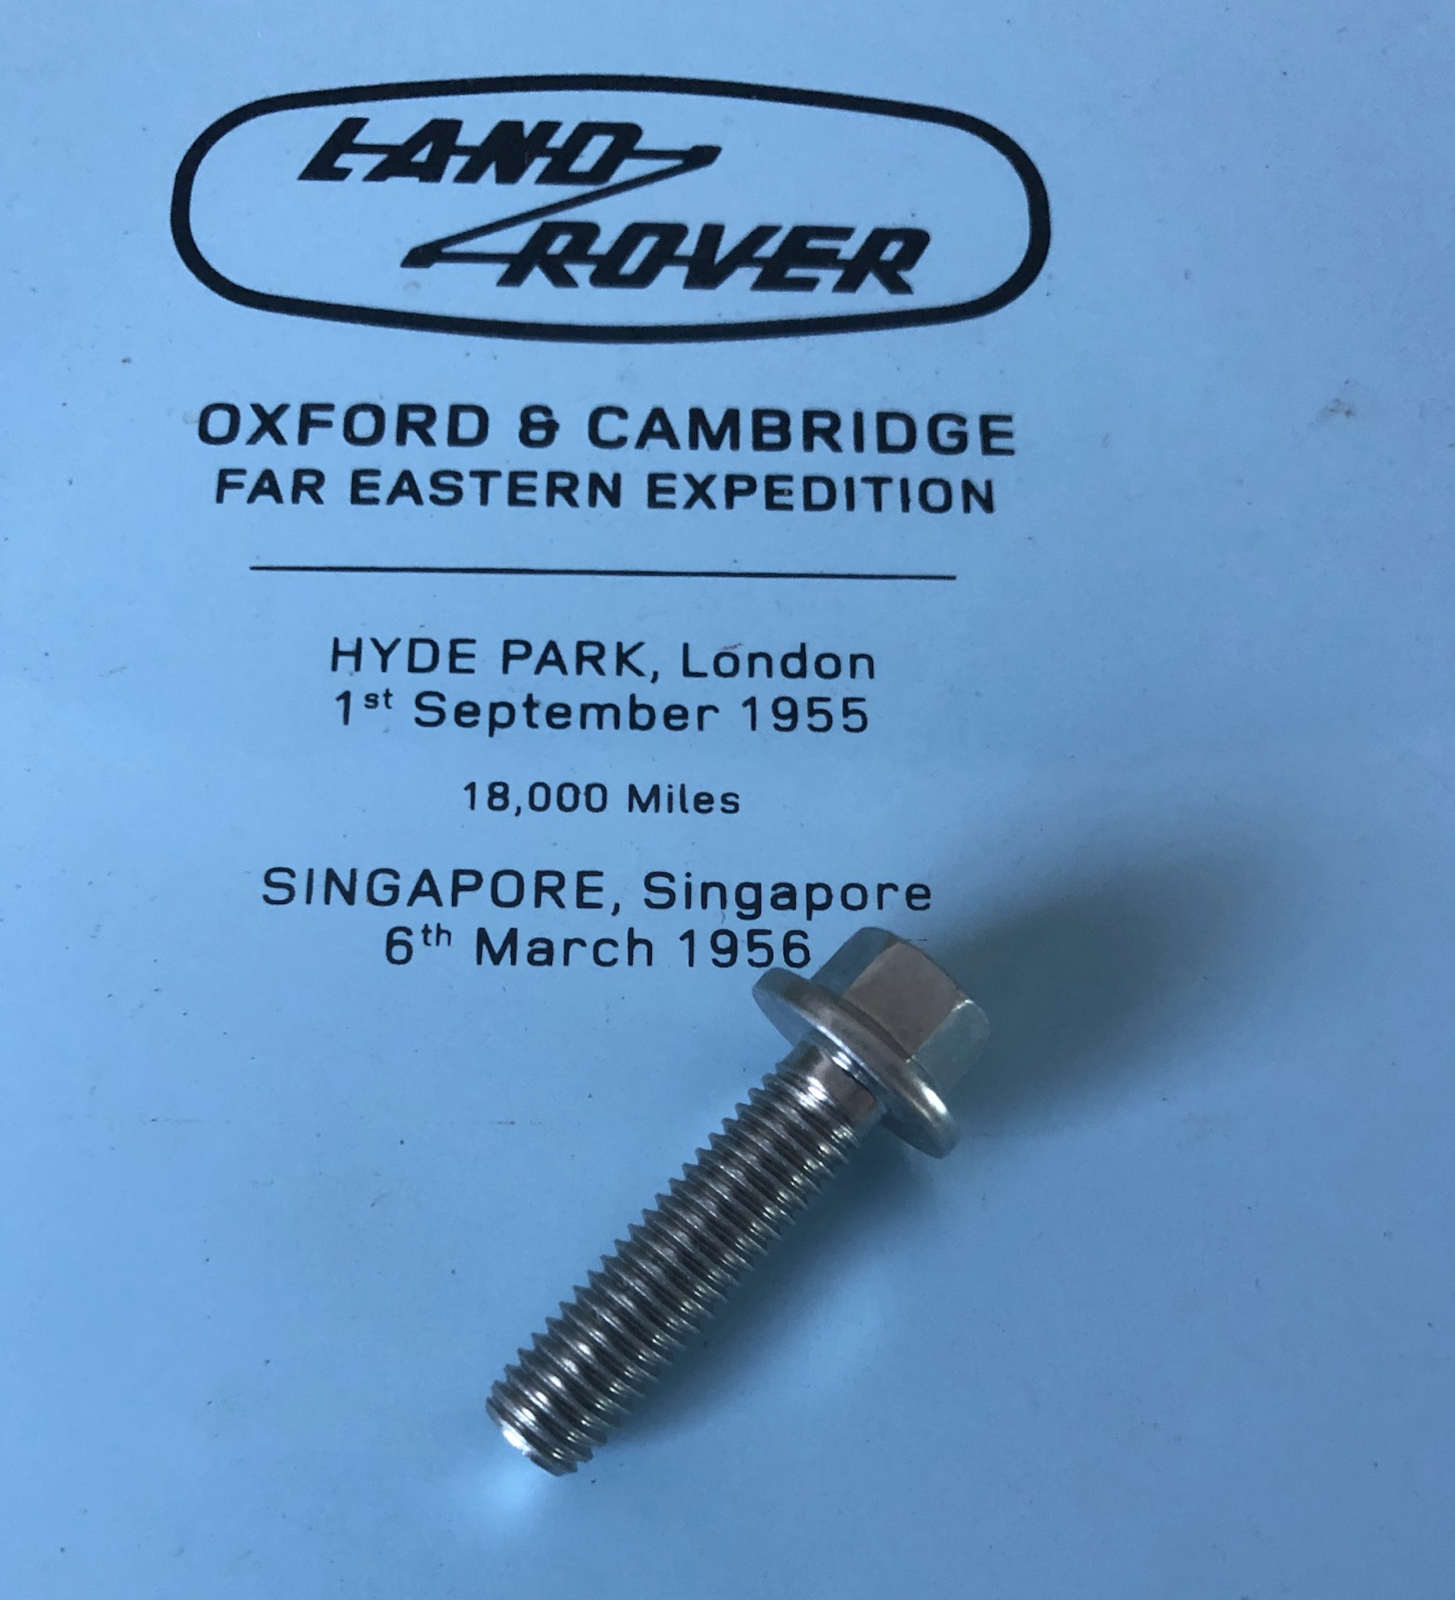 LAND
ROVER
OXFORD & CAMBRIDGE
FAR EASTERN EXPEDITION
HYDE PARK, London
1st September 1955
18,000 Miles
SINGAPORE, Singapore
6th March 1956